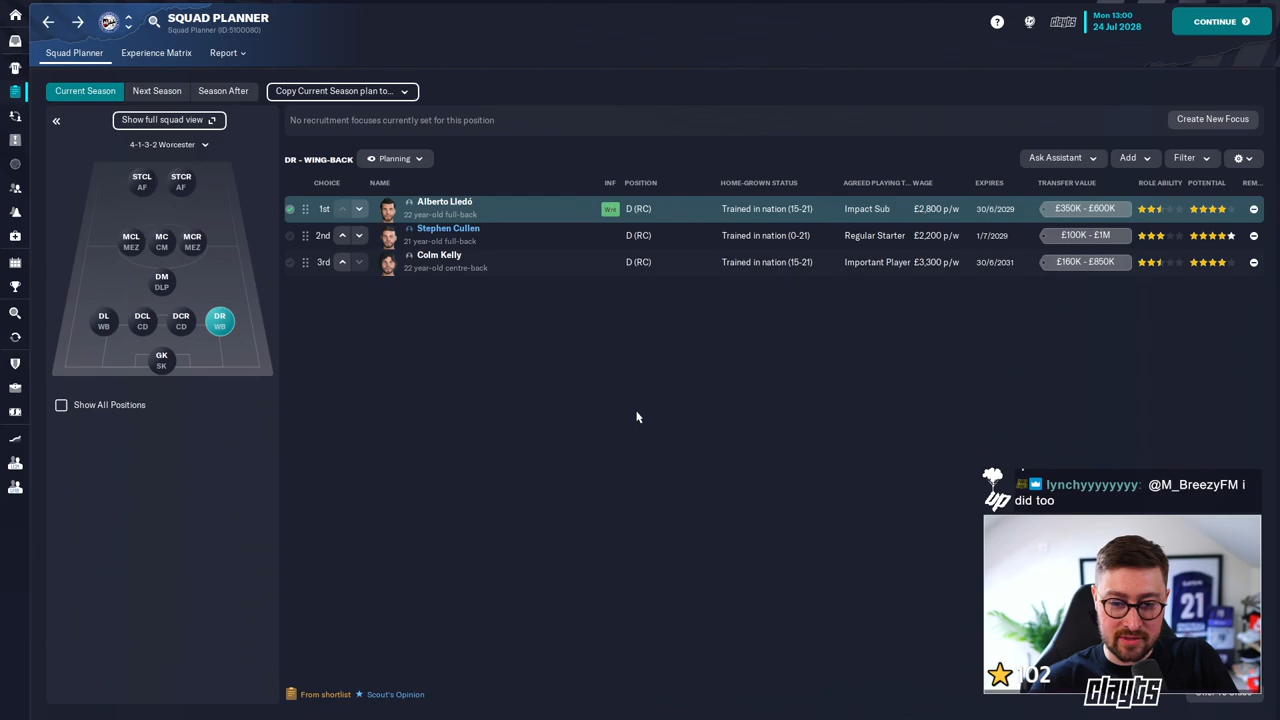 SQUAD PLANNER
Squad Planner (ID:5100080)
clayts
Mon 13:00
24 Jul 2028
CONTINUE
Squad Planner
Experience Matrix
Report
Current Season
Next Season
Season After
Copy Current Season plan to...
Show full squad view
No recruitment focuses currently set for this position
Create New Focus
4-1-3-2 Worcester
DR - WING-BACK
Planning
Ask Assistant
Add
Filter
CHOICE NAME INF POSITION HOME-GROWN STATUS AGREED PLAYING T... WAGE EXPIRES TRANSFER VALUE ROLE ABILITY POTENTIAL REM...
1st Alberto Lledó Wnt D (RC) Trained in nation (15-21) Impact Sub £2,800 p/w 30/6/2029 £350K - £600K
22 year-old full-back
2nd Stephen Cullen D (RC) Trained in nation (0-21) Regular Starter £2,200 p/w 1/7/2029 £100K - £1M
21 year-old full-back
3rd Colm Kelly D (RC) Trained in nation (15-21) Important Player £3,300 p/w 30/6/2031 £160K - £850K
22 year-old centre-back
STCL STCR
AF AF
MCL MC MCR
MEZ CM MEZ
DM
DLP
DL DCL DCR DR
WB CD CD WB
GK
SK
Show All Positions
From shortlist
Scout's Opinion
UP
lynchyyyyyyyy: @M_BreezyFM i
did too
21
102
clayts